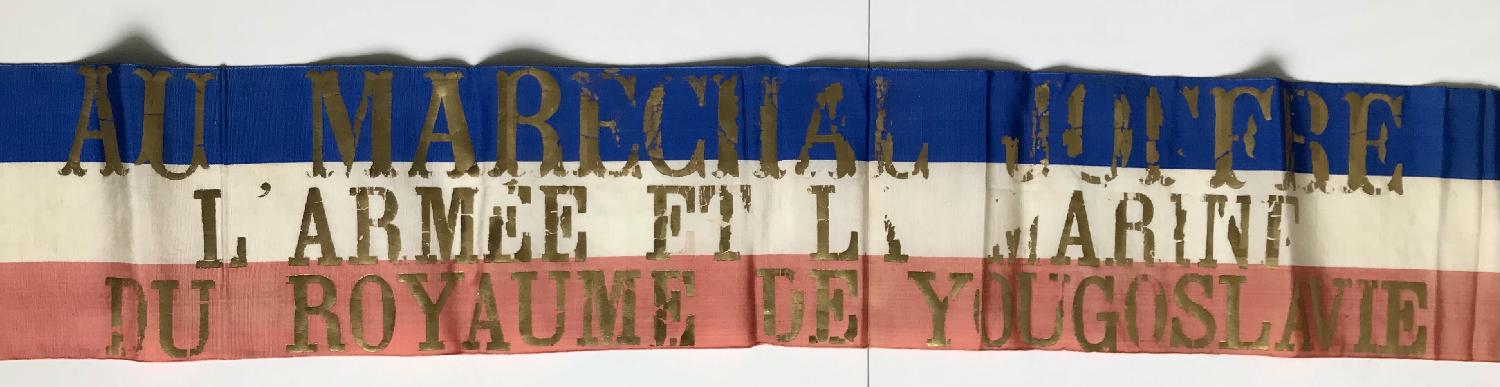 AU MARECHAL JOFFRE
L'ARMÉE ET LA MARINE
DU ROYAUME DE YOUGOSLAVIE